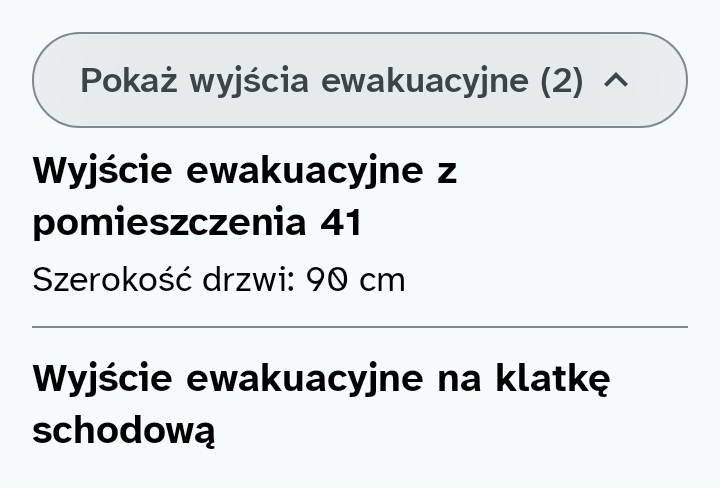 Pokaż wyjścia ewakuacyjne (2)
Wyjście ewakuacyjne z
pomieszczenia 41
Szerokość drzwi: 90 cm
Wyjście ewakuacyjne na klatkę
schodową